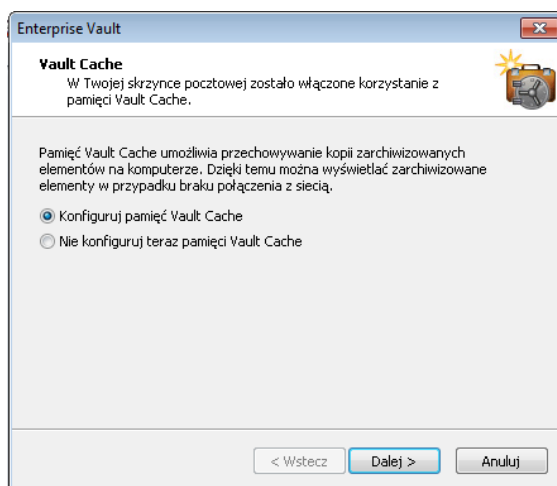 Enterprise Vault
Vault Cache
W Twojej skrzynce pocztowej zostało włączone korzystanie z
pamięci Vault Cache.
Pamięć Vault Cache umożliwia przechowywanie kopii zarchiwizowanych
elementów na komputerze. Dzięki temu można wyświetlać zarchiwizowane
elementy w przypadku braku połączenia z siecią.
Konfiguruj pamięć Vault Cache
Nie konfiguruj teraz pamięci Vault Cache
< Wstecz
Dalej >
Anuluj